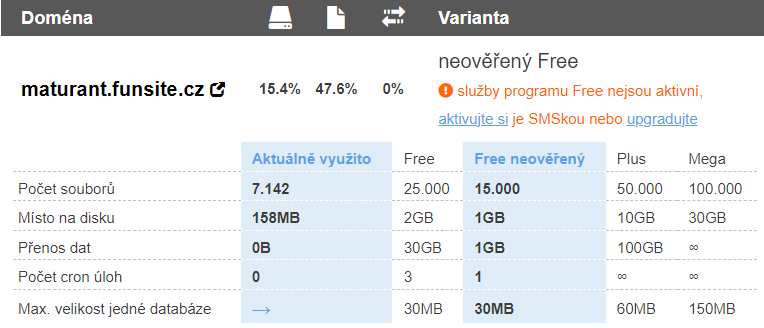 Doména Varianta
neověřený Free
maturant.funsite.cz 15.4% 47.6% 0% služby programu Free nejsou aktivní,
aktivujte si je SMSkou nebo upgradujte
Aktuálně využito Free Free neověřený Plus Mega
Počet souborů 7.142 25.000 15.000 50.000 100.000
Místo na disku 158MB 2GB 1GB 10GB 30GB
Přenos dat 0B 30GB 1GB 100GB ∞
Počet cron úloh 0 3 1 ∞ ∞
Max. velikost jedné databáze → 30MB 30MB 60MB 150MB